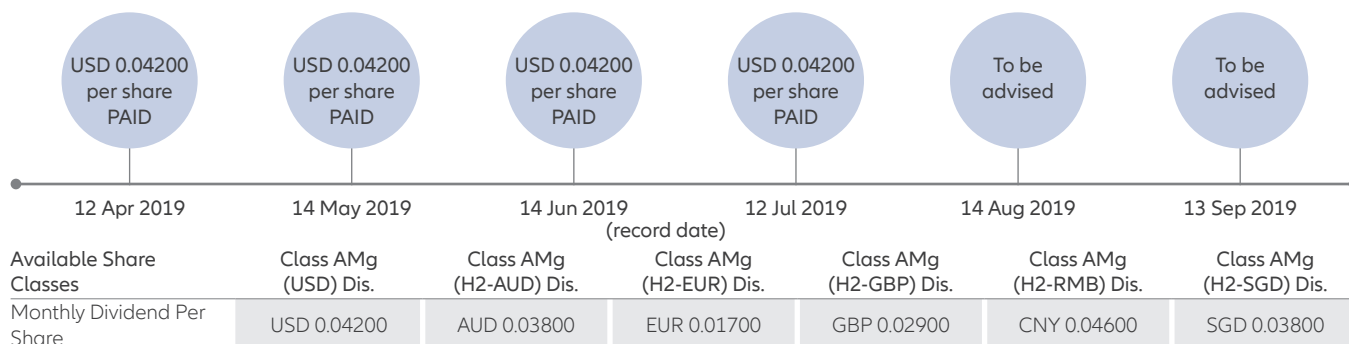 USD 0.04200
per share
PAID
USD 0.04200
per share
PAID
USD 0.04200
per share
PAID
USD 0.04200
per share
PAID
To be
advised
To be
advised
12 Apr 2019
14 May 2019
14 Jun 2019
12 Jul 2019
14 Aug 2019
13 Sep 2019
(record date)
Available Share
Classes
Class AMg
(USD) Dis.
Class AMg
(H2-AUD) Dis.
Class AMg
(H2-EUR) Dis.
Class AMg
(H2-GBP) Dis.
Class AMg
(H2-RMB) Dis.
Class AMg
(H2-SGD) Dis.
Monthly Dividend Per
Share
USD 0.04200
AUD 0.03800
EUR 0.01700
GBP 0.02900
CNY 0.04600
SGD 0.03800